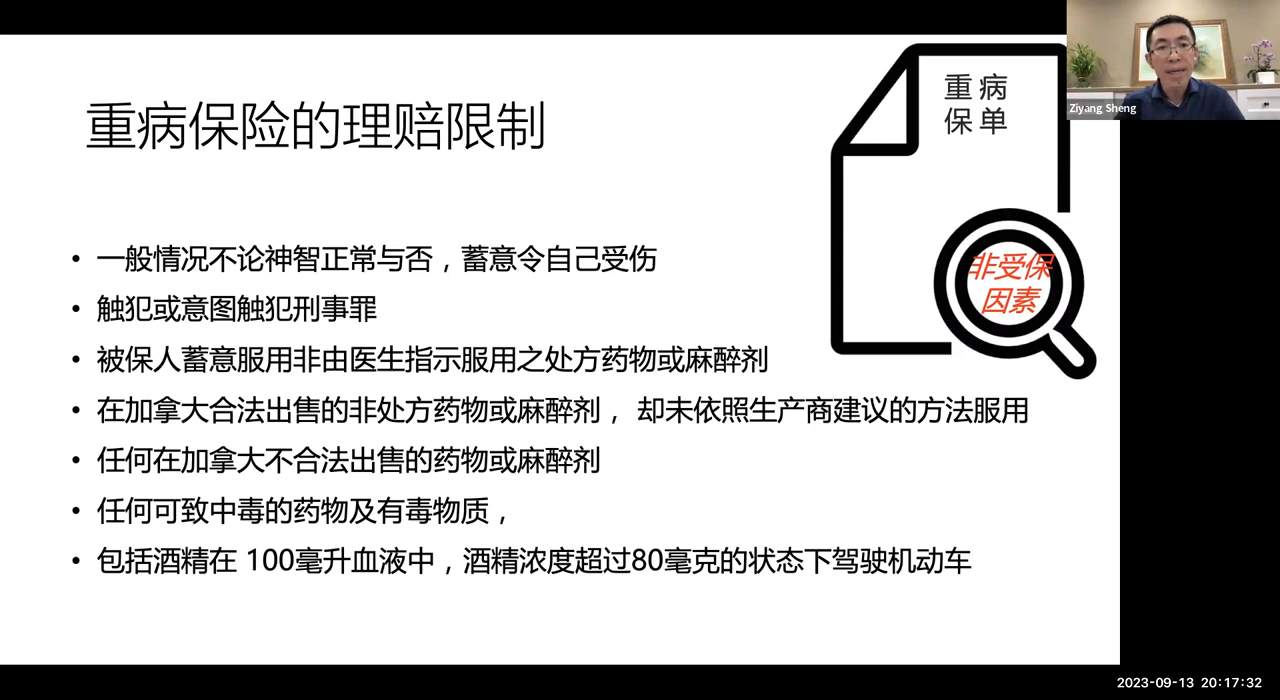 重病保险的理赔限制
重病
保单
非受保
因素
Ziyang Sheng
• 一般情况不论神智正常与否，蓄意令自己受伤
• 触犯或意图触犯刑事罪
• 被保人蓄意服用非由医生指示服用之处方药物或麻醉剂
• 在加拿大合法出售的非处方药物或麻醉剂， 却未依照生产商建议的方法服用
• 任何在加拿大不合法出售的药物或麻醉剂
• 任何可致中毒的药物及有毒物质，
• 包括酒精在 100毫升血液中，酒精浓度超过80毫克的状态下驾驶机动车
2023-09-13 20:17:32